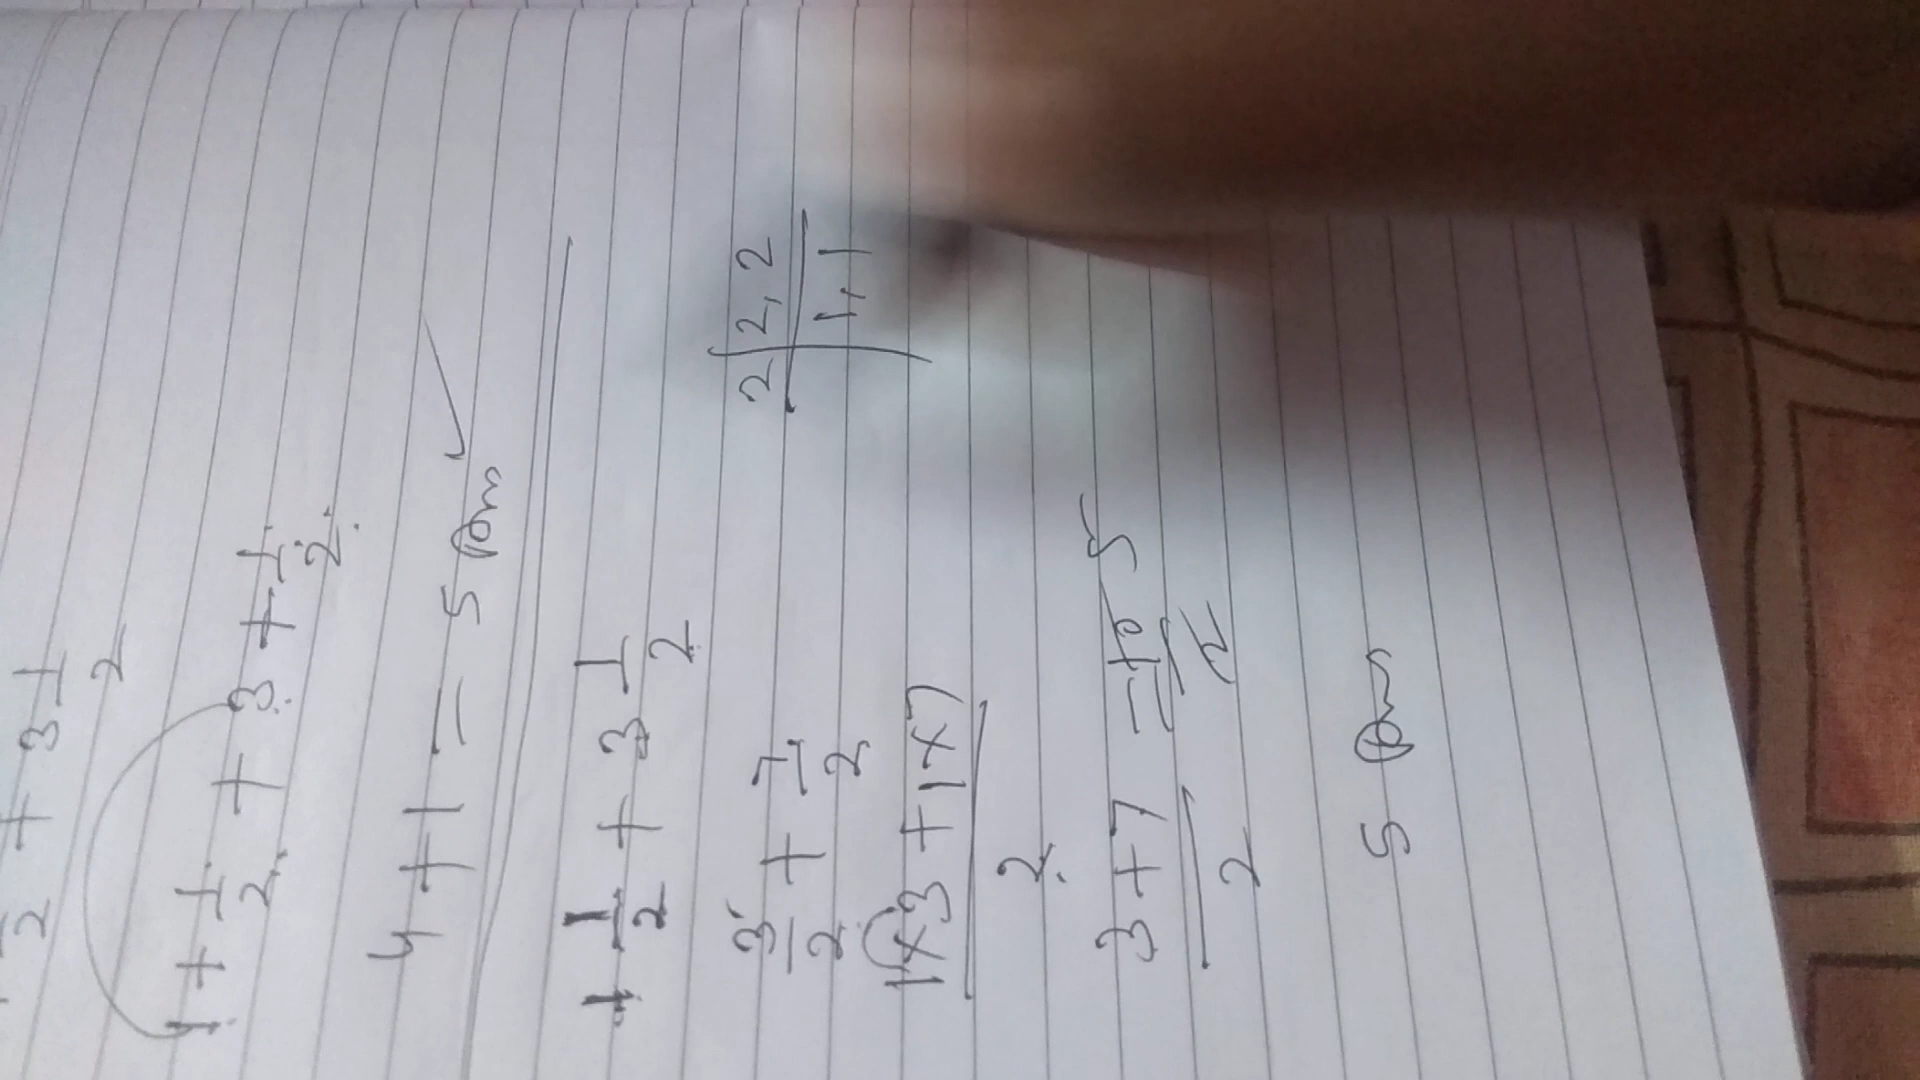 1/2 + 3 1/2
1 + 1/2 + 3 + 1/2
4 + 1 = 5 Ans
1 1/2 + 3 1/2
3/2 + 7/2
2 | 2, 2
1, 1
1×3 + 1×7
2
3 + 7 = 10 5
2 2
5 Ans